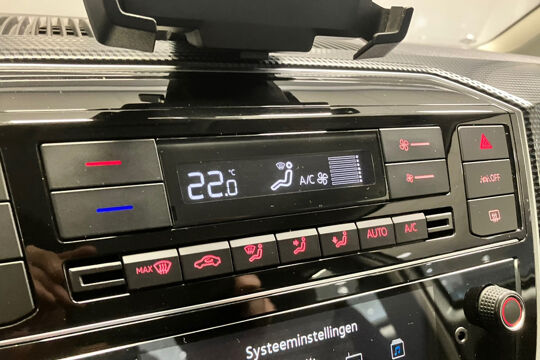 22.0 °C
A/C
OFF
MAX
AUTO
A/C
Systeeminstellingen